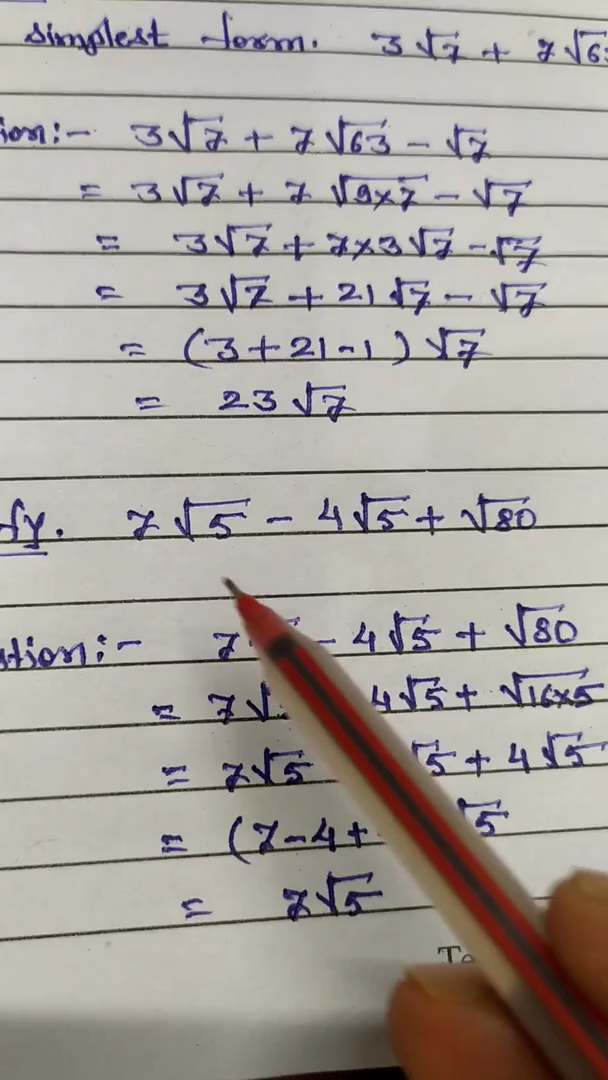 simplest form. 3√7 + 7√6
ion:- 3√7 + 7√63 - √7
= 3√7 + 7√9×7 - √7
= 3√7 + 7×3√7 - √7
= 3√7 + 21√7 - √7
= (3+21-1)√7
= 23√7
fy. 7√5 - 4√5 + √80
ation:- 7 - 4√5 + √80
= 7√ 4√5 + √16×5
= 7√5 √5 + 4√5
= (7-4+ √5
= 7√5
To